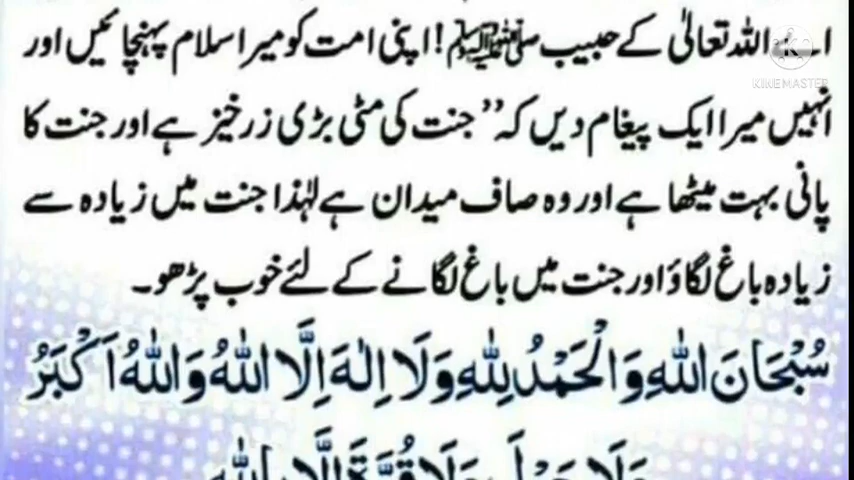 اے اللہ تعالیٰ کے حبیب ﷺ! اپنی امت کو میرا سلام پہنچائیں اور
KINEMASTER
انہیں میرا ایک پیغام دیں کہ ”جنت کی مٹی بڑی زرخیز ہے اور جنت کا
پانی بہت میٹھا ہے اور وہ صاف میدان ہے لہٰذا جنت میں زیادہ سے
زیادہ باغ لگاؤ اور جنت میں باغ لگانے کے لئے خوب پڑھو۔
سُبْحَانَ اللّٰهِ وَالْحَمْدُ لِلّٰهِ وَلَا اِلٰهَ اِلَّا اللّٰهُ وَاللّٰهُ اَكْبَرُ
وَلَا حَوْلَ وَلَا قُوَّةَ اِلَّا بِاللّٰهِ